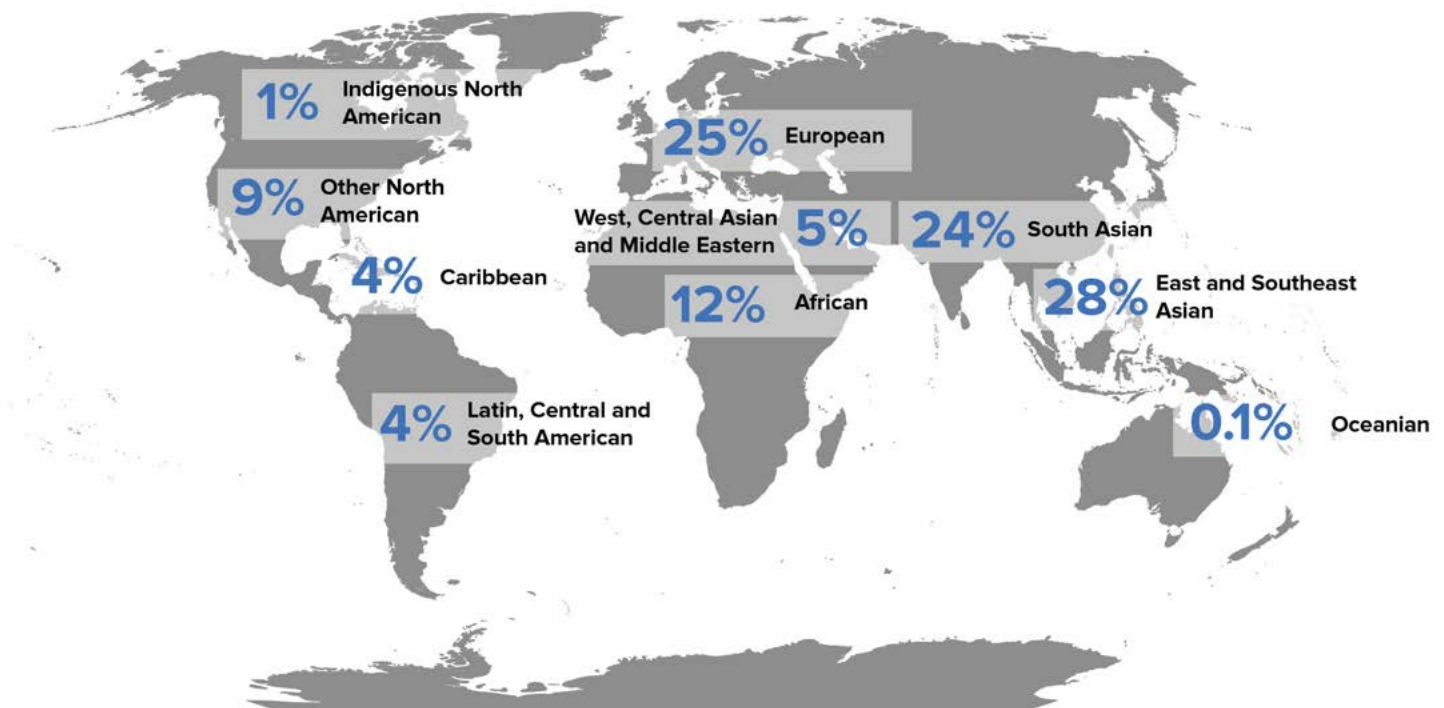 1% Indigenous North
American
25% European
9% Other North
American
West, Central Asian
and Middle Eastern 5%
24% South Asian
4% Caribbean
12% African
28% East and Southeast
Asian
4% Latin, Central and
South American
0.1% Oceanian